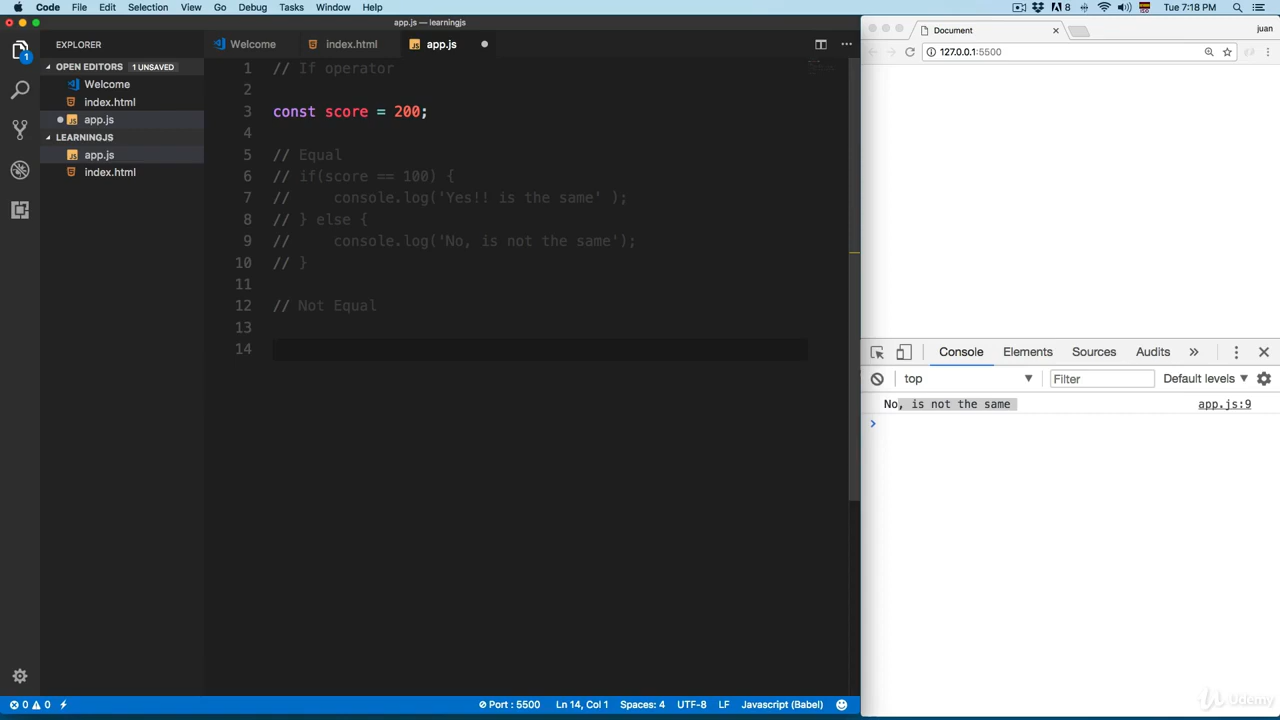 Code File Edit Selection View Go Debug Tasks Window Help
8 Tue 7:18 PM
app.js — learningjs
EXPLORER
OPEN EDITORS 1 UNSAVED
Welcome
index.html
app.js
LEARNINGJS
app.js
index.html
1
Welcome index.html app.js
1 // If operator
2
3 const score = 200;
4
5 // Equal
6 // if(score == 100) {
7 //     console.log('Yes!! is the same' );
8 // } else {
9 //     console.log('No, is not the same');
10 // }
11
12 // Not Equal
13
14
Document juan
127.0.0.1:5500
Console Elements Sources Audits »
top Filter Default levels
No, is not the same app.js:9
0 0 Port : 5500 Ln 14, Col 1 Spaces: 4 UTF-8 LF Javascript (Babel)
Udemy